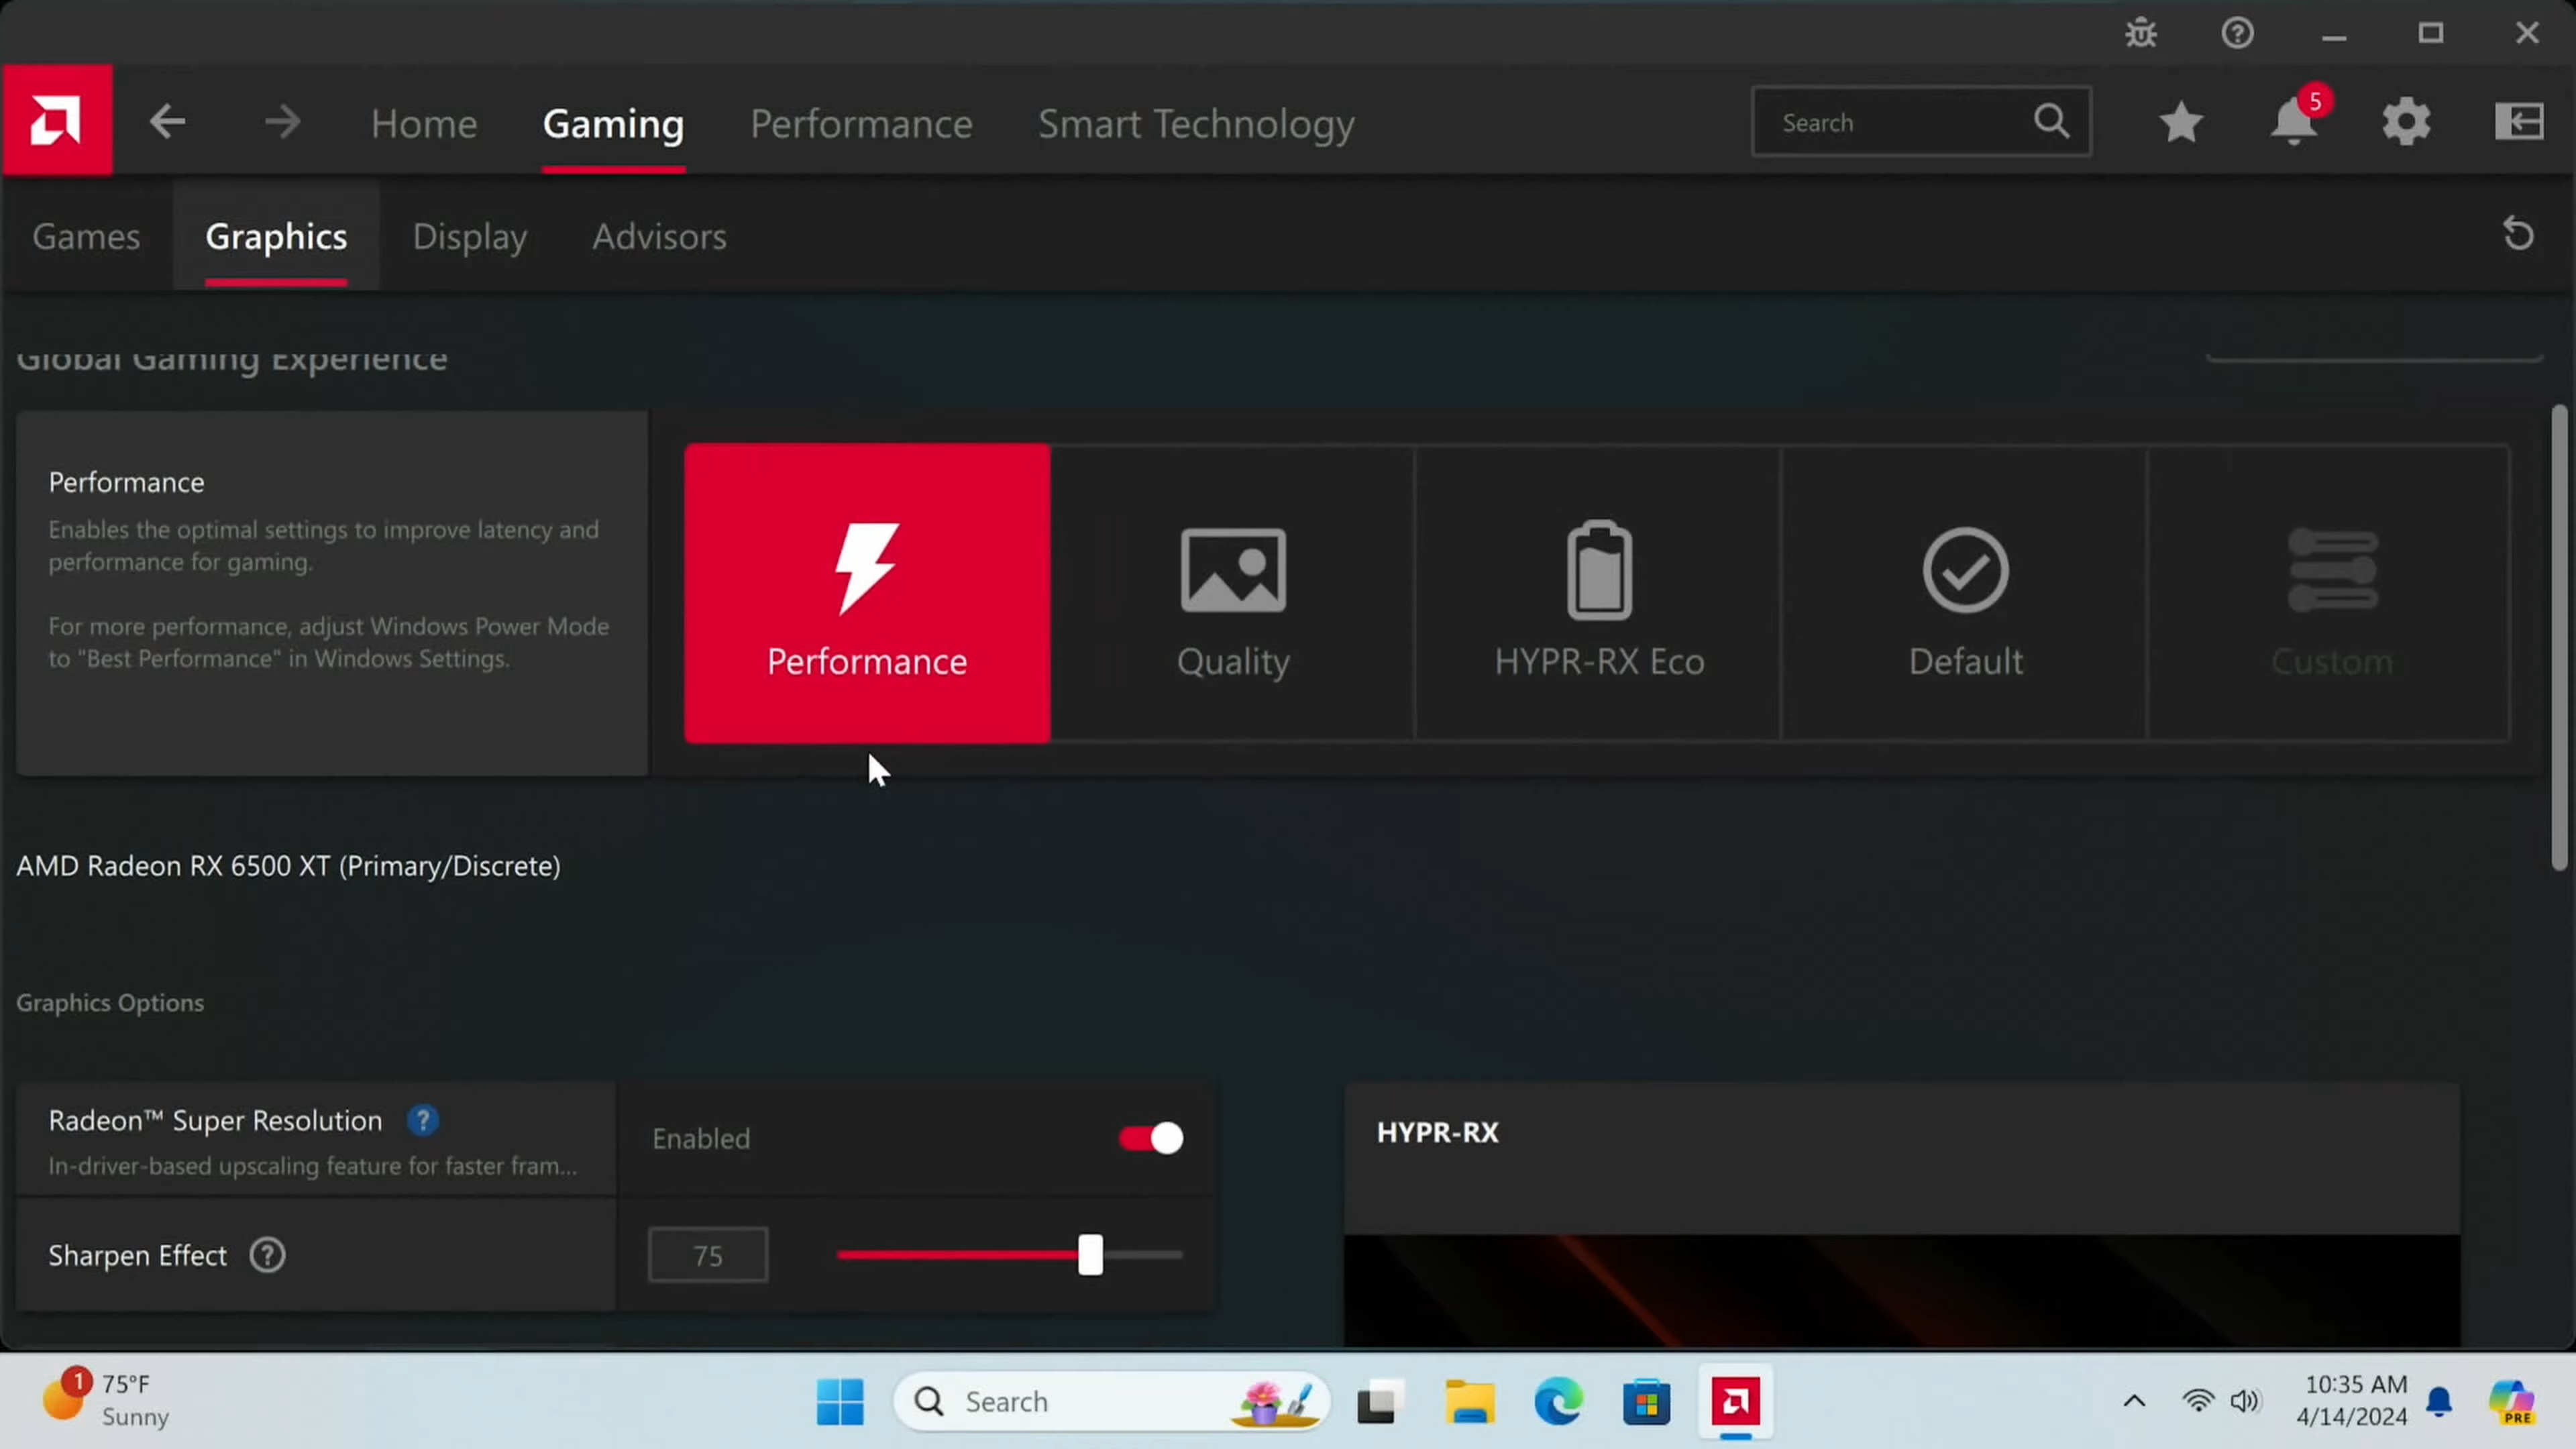 Home
Gaming
Performance
Smart Technology
Search
5
Games
Graphics
Display
Advisors
Global Gaming Experience
Performance
Enables the optimal settings to improve latency and
performance for gaming.
For more performance, adjust Windows Power Mode
to "Best Performance" in Windows Settings.
Performance
Quality
HYPR-RX Eco
Default
Custom
AMD Radeon RX 6500 XT (Primary/Discrete)
Graphics Options
Radeon™ Super Resolution ?
In-driver-based upscaling feature for faster fram...
Enabled
Sharpen Effect ?
75
HYPR-RX
1
75°F
Sunny
Search
10:35 AM
4/14/2024
PRE